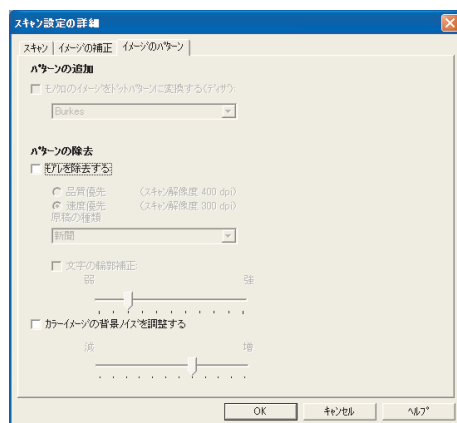 スキャン設定の詳細
スキャン イメージの補正 イメージのパターン
パターンの追加
モノクロのイメージをドットパターンに変換する(ディザ):
Burkes
パターンの除去
モアレを除去する:
品質優先 (スキャン解像度 400 dpi)
速度優先 (スキャン解像度 300 dpi)
原稿の種類
新聞
文字の輪郭補正:
弱 強
カラーイメージの背景ノイズを調整する
減 増
OK キャンセル ヘルプ